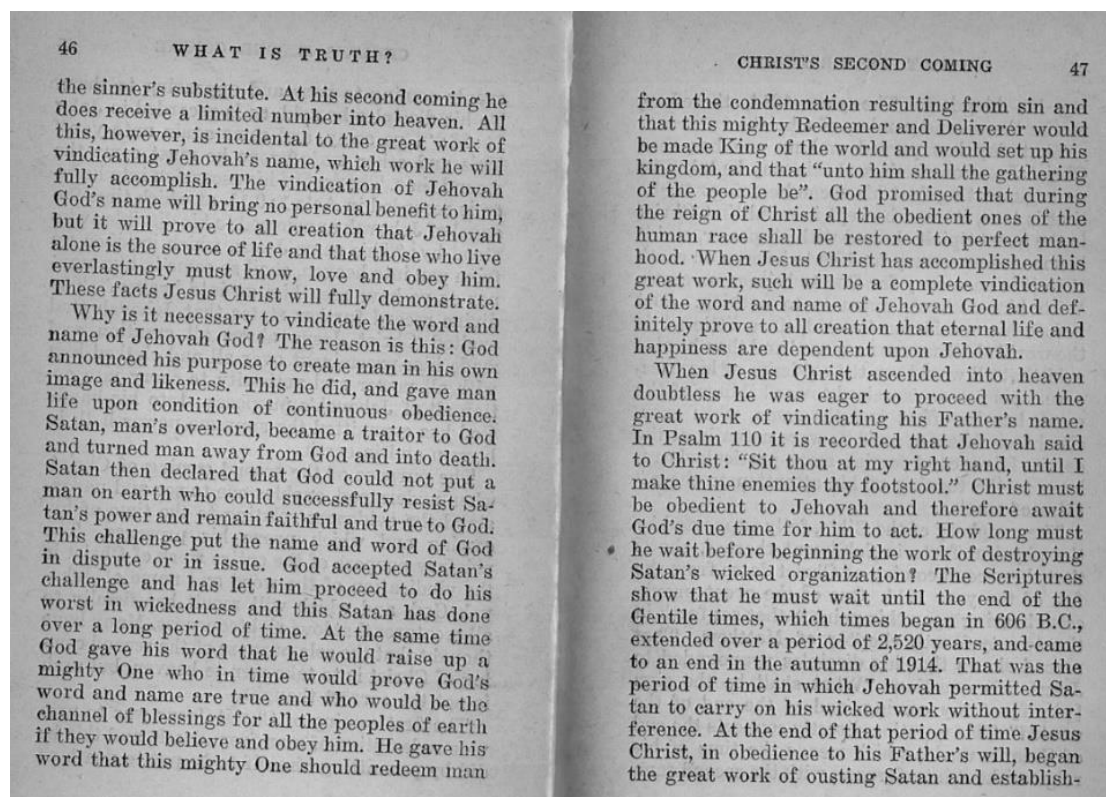 46 WHAT IS TRUTH?
the sinner's substitute. At his second coming he
does receive a limited number into heaven. All
this, however, is incidental to the great work of
vindicating Jehovah's name, which work he will
fully accomplish. The vindication of Jehovah
God's name will bring no personal benefit to him,
but it will prove to all creation that Jehovah
alone is the source of life and that those who live
everlastingly must know, love and obey him.
These facts Jesus Christ will fully demonstrate.
Why is it necessary to vindicate the word and
name of Jehovah God? The reason is this: God
announced his purpose to create man in his own
image and likeness. This he did, and gave man
life upon condition of continuous obedience.
Satan, man's overlord, became a traitor to God
and turned man away from God and into death.
Satan then declared that God could not put a
man on earth who could successfully resist Sa-
tan's power and remain faithful and true to God.
This challenge put the name and word of God
in dispute or in issue. God accepted Satan's
challenge and has let him proceed to do his
worst in wickedness and this Satan has done
over a long period of time. At the same time
God gave his word that he would raise up a
mighty One who in time would prove God's
word and name are true and who would be the
channel of blessings for all the peoples of earth
if they would believe and obey him. He gave his
word that this mighty One should redeem man
CHRIST'S SECOND COMING 47
from the condemnation resulting from sin and
that this mighty Redeemer and Deliverer would
be made King of the world and would set up his
kingdom, and that "unto him shall the gathering
of the people be". God promised that during
the reign of Christ all the obedient ones of the
human race shall be restored to perfect man-
hood. When Jesus Christ has accomplished this
great work, such will be a complete vindication
of the word and name of Jehovah God and def-
initely prove to all creation that eternal life and
happiness are dependent upon Jehovah.
When Jesus Christ ascended into heaven
doubtless he was eager to proceed with the
great work of vindicating his Father's name.
In Psalm 110 it is recorded that Jehovah said
to Christ: "Sit thou at my right hand, until I
make thine enemies thy footstool." Christ must
be obedient to Jehovah and therefore await
God's due time for him to act. How long must
he wait before beginning the work of destroying
Satan's wicked organization? The Scriptures
show that he must wait until the end of the
Gentile times, which times began in 606 B.C.,
extended over a period of 2,520 years, and came
to an end in the autumn of 1914. That was the
period of time in which Jehovah permitted Sa-
tan to carry on his wicked work without inter-
ference. At the end of that period of time Jesus
Christ, in obedience to his Father's will, began
the great work of ousting Satan and establish-